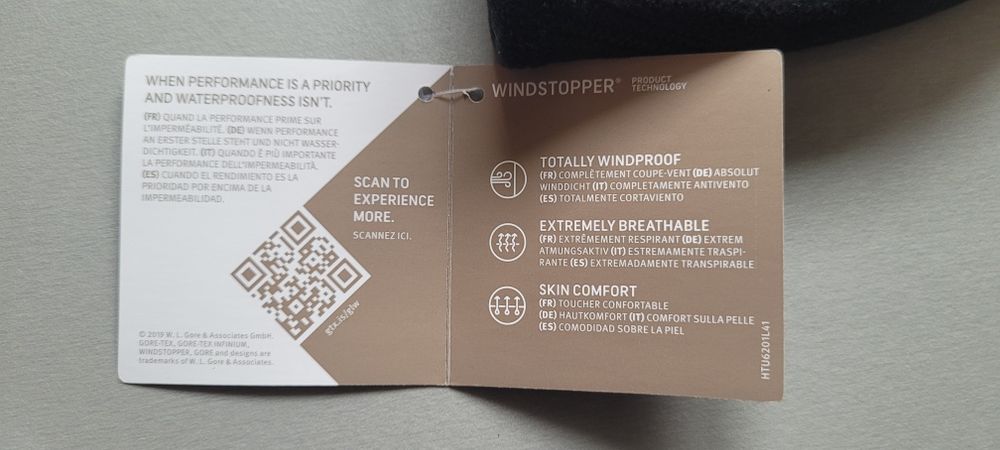 WHEN PERFORMANCE IS A PRIORITY
AND WATERPROOFNESS ISN'T.
(FR) QUAND LA PERFORMANCE PRIME SUR
L'IMPERMÉABILITÉ. (DE) WENN PERFORMANCE
AN ERSTER STELLE STEHT UND NICHT WASSER-
DICHTIGKEIT. (IT) QUANDO È PIÙ IMPORTANTE
LA PERFORMANCE DELL'IMPERMEABILITÀ.
(ES) CUANDO EL RENDIMIENTO ES LA
PRIORIDAD POR ENCIMA DE LA
IMPERMEABILIDAD.
SCAN TO
EXPERIENCE
MORE.
SCANNEZ ICI.
gtx.is/glw
© 2019 W. L. Gore & Associates GmbH.
GORE-TEX, GORE-TEX INFINIUM,
WINDSTOPPER, GORE and designs are
trademarks of W. L. Gore & Associates.
WINDSTOPPER® PRODUCT
TECHNOLOGY
TOTALLY WINDPROOF
(FR) COMPLÈTEMENT COUPE-VENT (DE) ABSOLUT
WINDDICHT (IT) COMPLETAMENTE ANTIVENTO
(ES) TOTALMENTE CORTAVIENTO
EXTREMELY BREATHABLE
(FR) EXTRÊMEMENT RESPIRANT (DE) EXTREM
ATMUNGSAKTIV (IT) ESTREMAMENTE TRASPI-
RANTE (ES) EXTREMADAMENTE TRANSPIRABLE
SKIN COMFORT
(FR) TOUCHER CONFORTABLE
(DE) HAUTKOMFORT (IT) COMFORT SULLA PELLE
(ES) COMODIDAD SOBRE LA PIEL
HTU6201L41